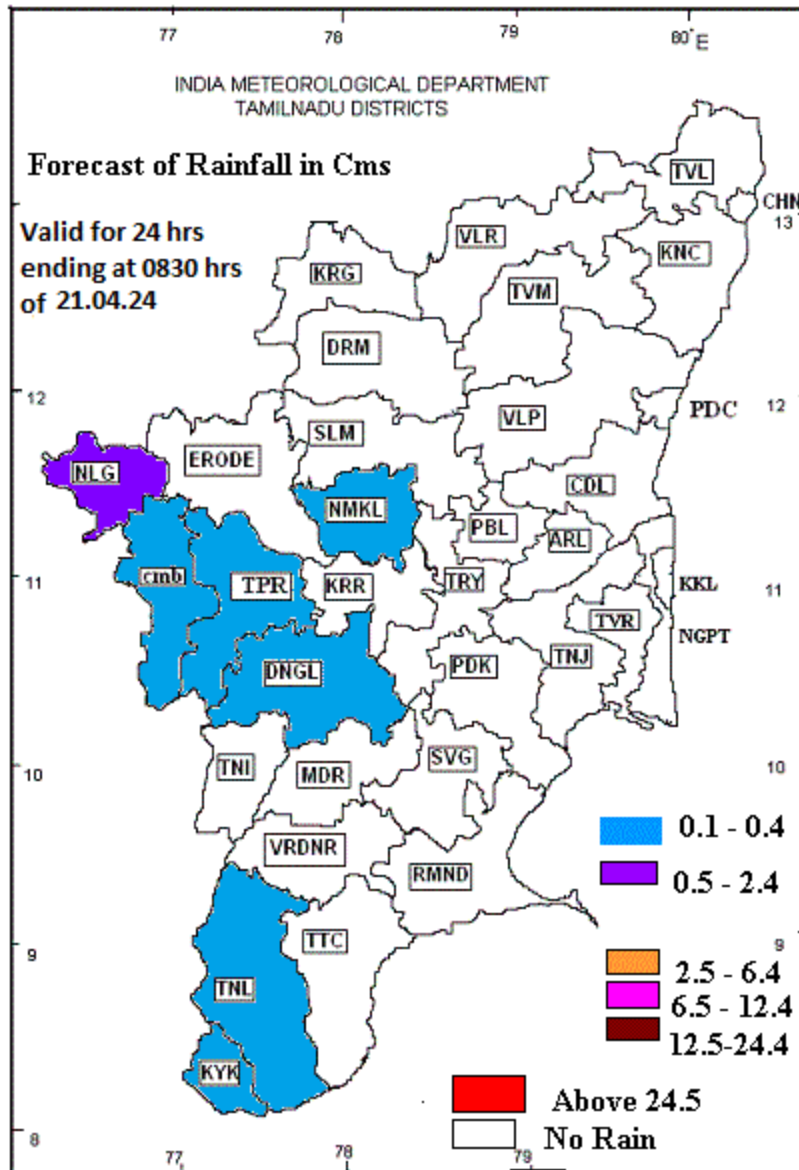 77 78 79 80°E
INDIA METEOROLOGICAL DEPARTMENT
TAMILNADU DISTRICTS
Forecast of Rainfall in Cms
Valid for 24 hrs
ending at 0830 hrs
of 21.04.24
TVL
CHN
13
VLR
KNC
KRG
TVM
DRM
12
PDC 12
VLP
SLM
ERODE
NLG
CDL
NMKL
PBL
ARL
11
cmb
TPR
KRR
TRY
KKL 11
TVR
NGPT
TNJ
PDK
DNGL
10
TNI
MDR
SVG
10
0.1 - 0.4
VRDNR
RMND
0.5 - 2.4
9
TTC
9
2.5 - 6.4
TNL
6.5 - 12.4
12.5-24.4
KYK
Above 24.5
No Rain
8
77 78 79